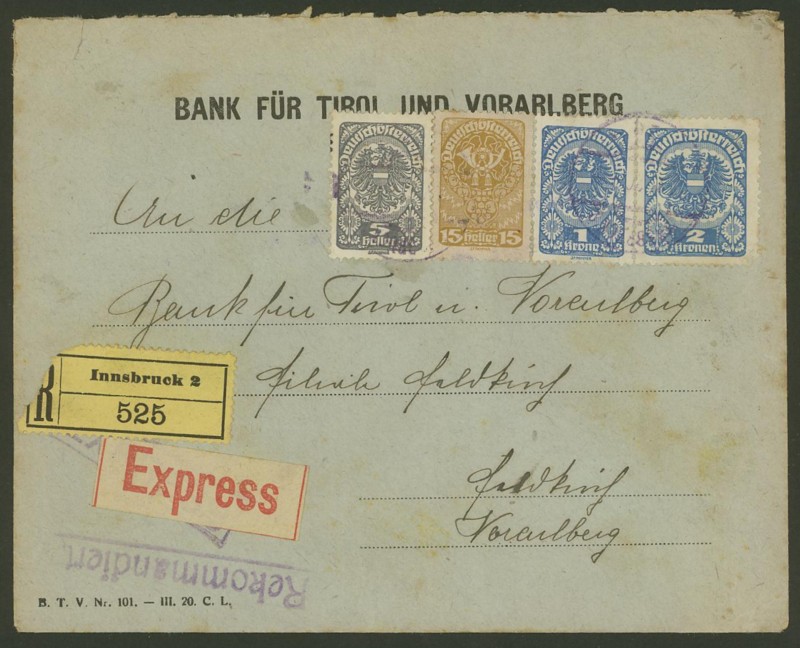 BANK FÜR TIROL UND VORARLBERG
Deutschösterreich
5
Heller
Deutschösterreich
15 Heller 15
Deutschösterreich
1
Krone
Deutschösterreich
2
Kronen
An die
Bank für Tirol u. Vorarlberg
Filiale Feldkirch
R
Innsbruck 2
525
Express
Feldkirch
Vorarlberg
Rekommandiert.
B. T. V. Nr. 101. — III. 20. C. L.